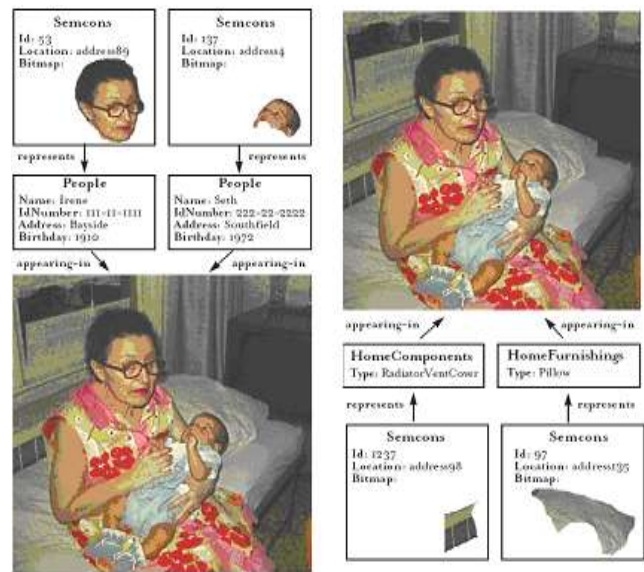 Semcons
Id: 53
Location: address89
Bitmap:
Semcons
Id: 137
Location: address4
Bitmap:
represents
represents
People
Name: Irene
IdNumber: 111-11-1111
Address: Bayside
Birthday: 1910
People
Name: Seth
IdNumber: 222-22-2222
Address: Southfield
Birthday: 1972
appearing-in
appearing-in
appearing-in
appearing-in
HomeComponents
Type: RadiatorVentCover
HomeFurnishings
Type: Pillow
represents
represents
Semcons
Id: 1237
Location: address98
Bitmap:
Semcons
Id: 97
Location: address135
Bitmap: